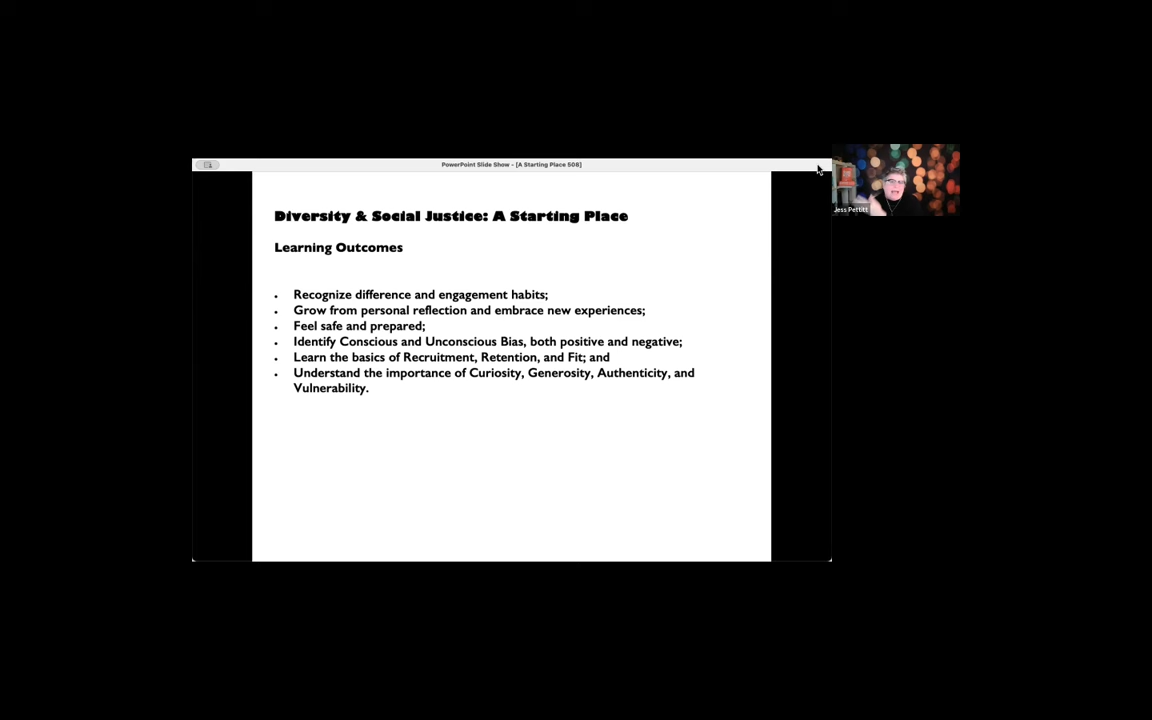 PowerPoint Slide Show - [A Starting Place 508]
Diversity & Social Justice: A Starting Place
Learning Outcomes
• Recognize difference and engagement habits;
• Grow from personal reflection and embrace new experiences;
• Feel safe and prepared;
• Identify Conscious and Unconscious Bias, both positive and negative;
• Learn the basics of Recruitment, Retention, and Fit; and
• Understand the importance of Curiosity, Generosity, Authenticity, and
Vulnerability.
Jess Pettitt